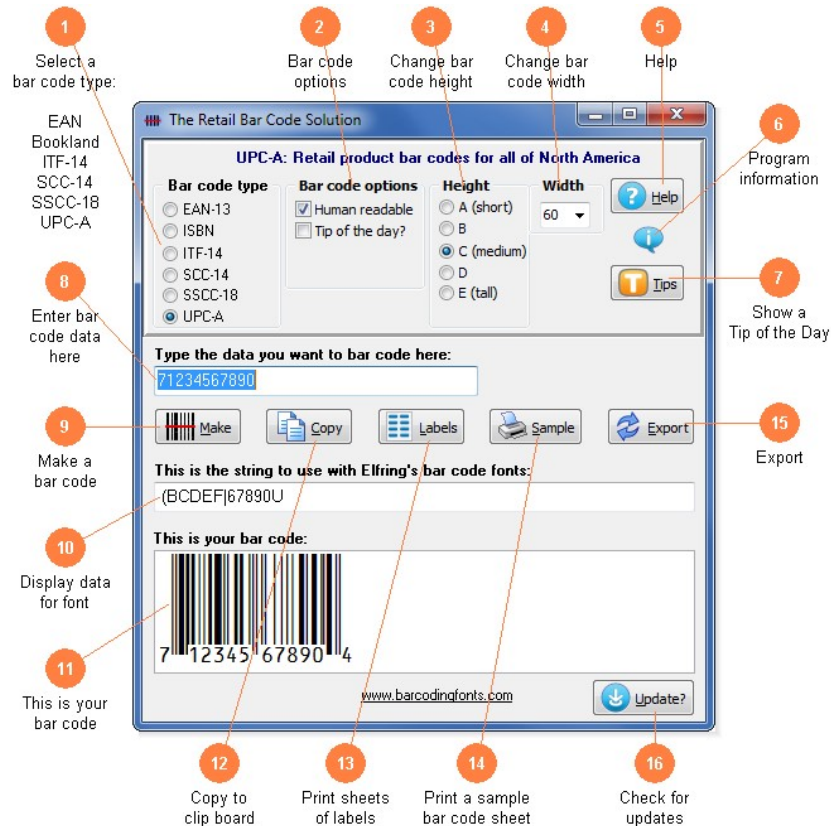 1
2
3
4
5
Select a
bar code type:
Bar code
options
Change bar
code height
Change bar
code width
Help
EAN
Bookland
ITF-14
SCC-14
SSCC-18
UPC-A
6
Program
information
The Retail Bar Code Solution
UPC-A: Retail product bar codes for all of North America
Bar code type
EAN-13
ISBN
ITF-14
SCC-14
SSCC-18
UPC-A
Bar code options
Human readable
Tip of the day?
Height
A (short)
B
C (medium)
D
E (tall)
Width
60
Help
Tips
7
Show a
Tip of the Day
8
Enter bar
code data
here
Type the data you want to bar code here:
71234567890
9
Make a
bar code
Make
Copy
Labels
Sample
Export
15
Export
This is the string to use with Elfring's bar code fonts:
(BCDEF|67890U
10
Display data
for font
This is your bar code:
7 12345 67890 4
11
This is your
bar code
www.barcodingfonts.com
Update?
12
Copy to
clip board
13
Print sheets
of labels
14
Print a sample
bar code sheet
16
Check for
updates